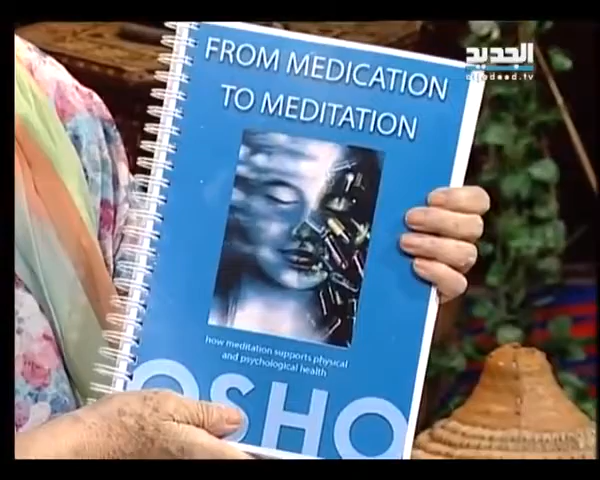 الجديد
aljadeed.tv
FROM MEDICATION
TO MEDITATION
how meditation supports physical
and psychological health
OSHO